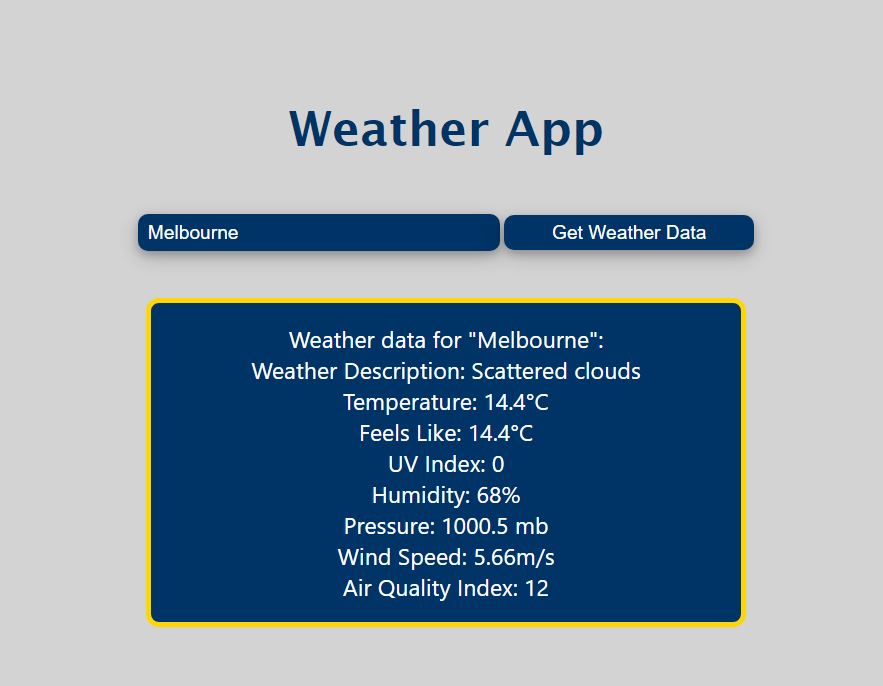 Weather App
Melbourne
Get Weather Data
Weather data for "Melbourne":
Weather Description: Scattered clouds
Temperature: 14.4°C
Feels Like: 14.4°C
UV Index: 0
Humidity: 68%
Pressure: 1000.5 mb
Wind Speed: 5.66m/s
Air Quality Index: 12